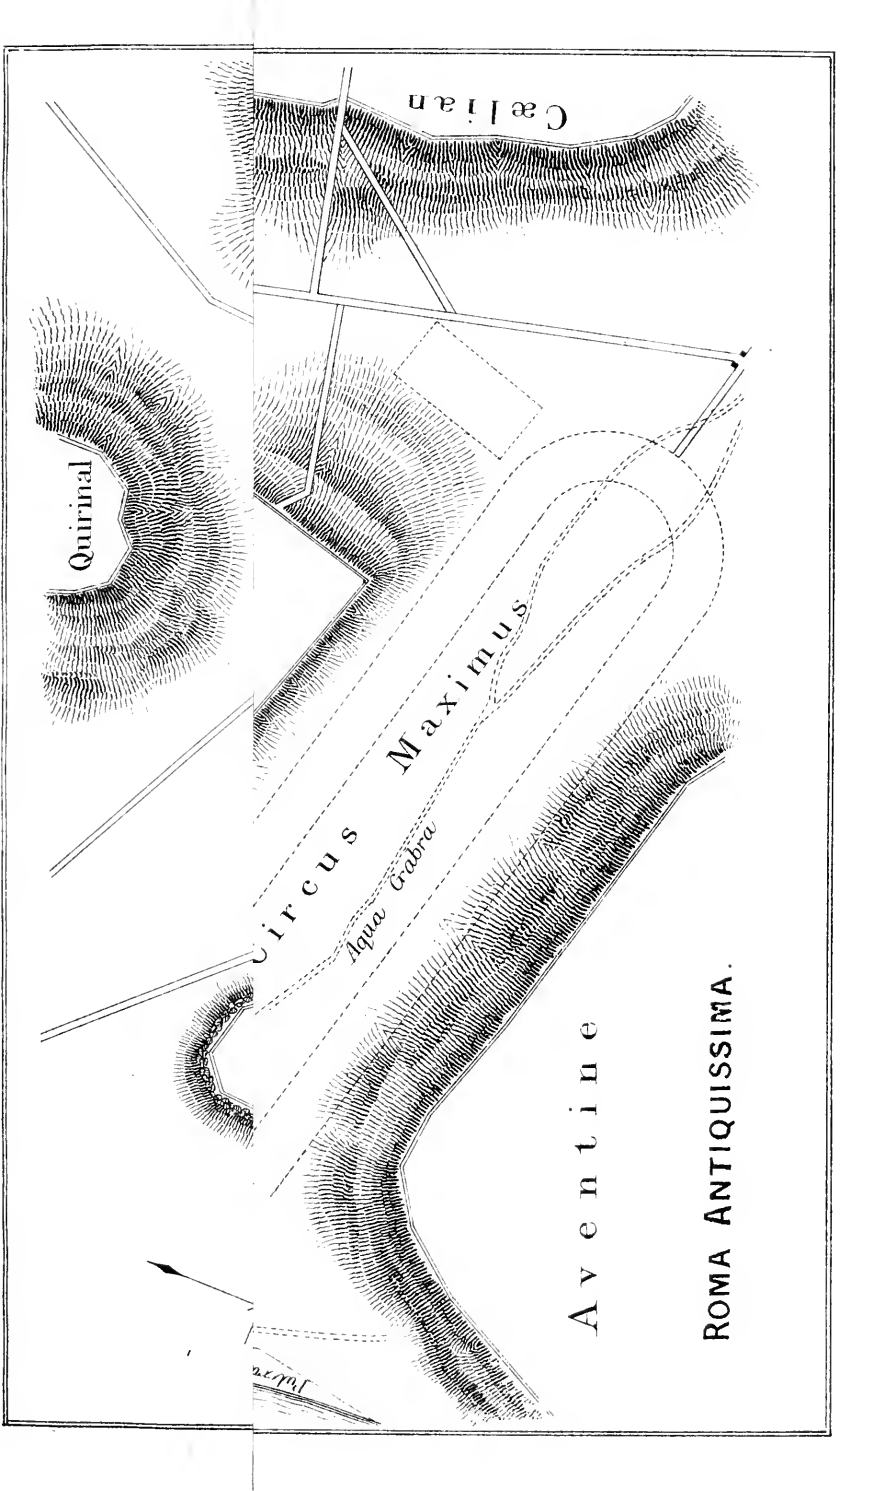 Cælian
Quirinal
Circus Maximus
Aqua Crabra
Aventine
ROMA ANTIQUISSIMA.